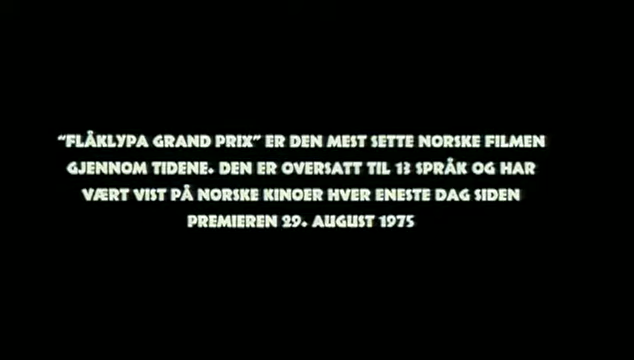 “FLÅKLYPA GRAND PRIX” ER DEN MEST SETTE NORSKE FILMEN
GJENNOM TIDENE. DEN ER OVERSATT TIL 13 SPRÅK OG HAR
VÆRT VIST PÅ NORSKE KINOER HVER ENESTE DAG SIDEN
PREMIEREN 29. AUGUST 1975